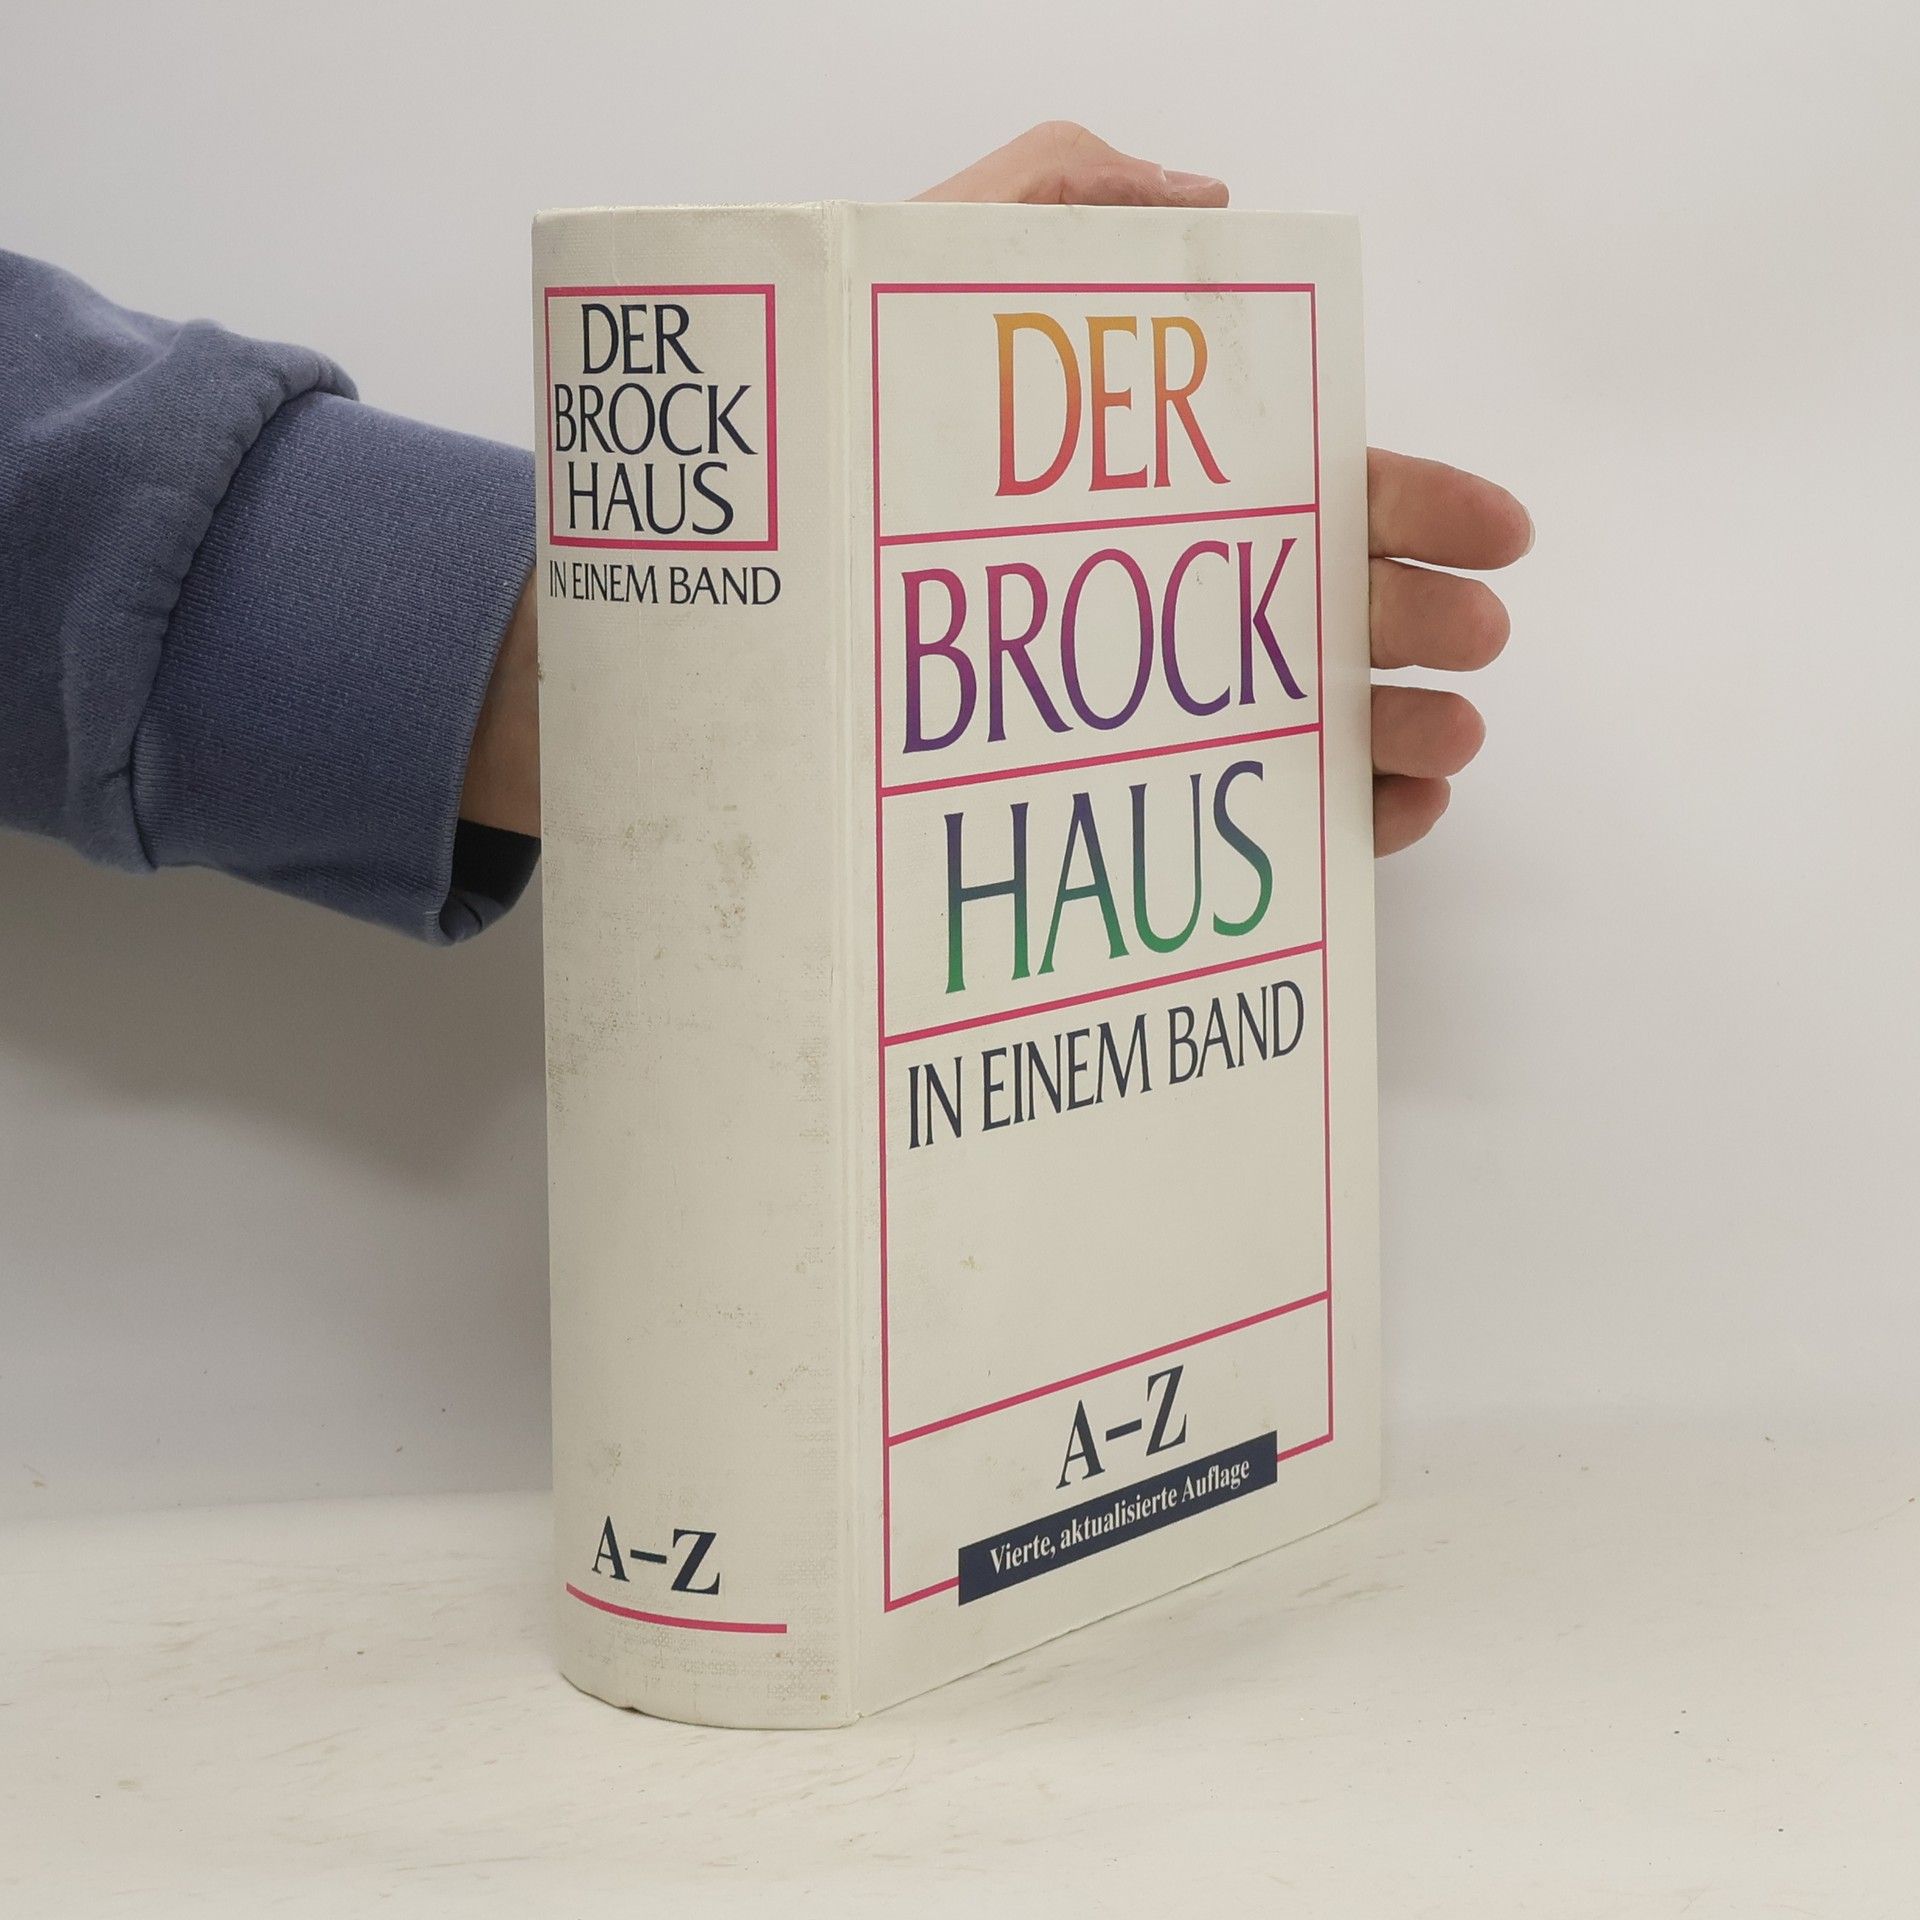 DER
BROCK
HAUS
IN EINEM BAND
A–Z
DER
BROCK
HAUS
IN EINEM BAND
A–Z
Vierte, aktualisierte Auflage